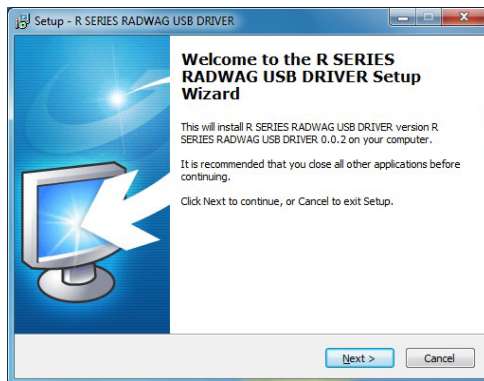 Setup - R SERIES RADWAG USB DRIVER
Welcome to the R SERIES
RADWAG USB DRIVER Setup
Wizard
This will install R SERIES RADWAG USB DRIVER version R
SERIES RADWAG USB DRIVER 0.0.2 on your computer.
It is recommended that you close all other applications before
continuing.
Click Next to continue, or Cancel to exit Setup.
Next >
Cancel